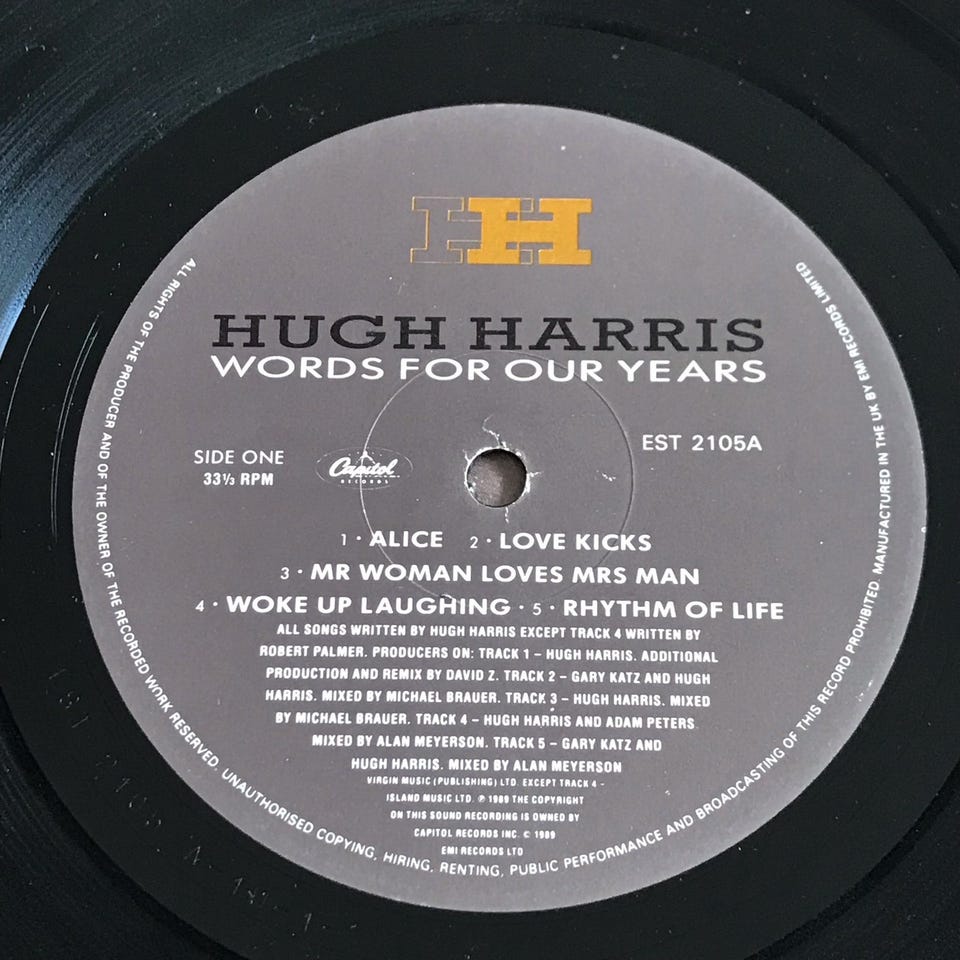 HH
HUGH HARRIS
WORDS FOR OUR YEARS
SIDE ONE
33⅓ RPM
Capitol
RECORDS
EST 2105A
1 · ALICE 2 · LOVE KICKS
3 · MR WOMAN LOVES MRS MAN
4 · WOKE UP LAUGHING · 5 · RHYTHM OF LIFE
ALL SONGS WRITTEN BY HUGH HARRIS EXCEPT TRACK 4 WRITTEN BY
ROBERT PALMER. PRODUCERS ON: TRACK 1 – HUGH HARRIS. ADDITIONAL
PRODUCTION AND REMIX BY DAVID Z. TRACK 2 – GARY KATZ AND HUGH
HARRIS. MIXED BY MICHAEL BRAUER. TRACK 3 – HUGH HARRIS. MIXED
BY MICHAEL BRAUER. TRACK 4 – HUGH HARRIS AND ADAM PETERS
MIXED BY ALAN MEYERSON. TRACK 5 – GARY KATZ AND
HUGH HARRIS. MIXED BY ALAN MEYERSON
VIRGIN MUSIC (PUBLISHING) LTD. EXCEPT TRACK 4 –
ISLAND MUSIC LTD. ℗ 1989 THE COPYRIGHT
ON THIS SOUND RECORDING IS OWNED BY
CAPITOL RECORDS INC. © 1989
EMI RECORDS LTD
ALL RIGHTS OF THE PRODUCER AND OF THE OWNER OF THE RECORDED WORK RESERVED. UNAUTHORISED COPYING, HIRING, RENTING, PUBLIC PERFORMANCE AND BROADCASTING OF THIS RECORD PROHIBITED. MANUFACTURED IN THE UK BY EMI RECORDS LIMITED